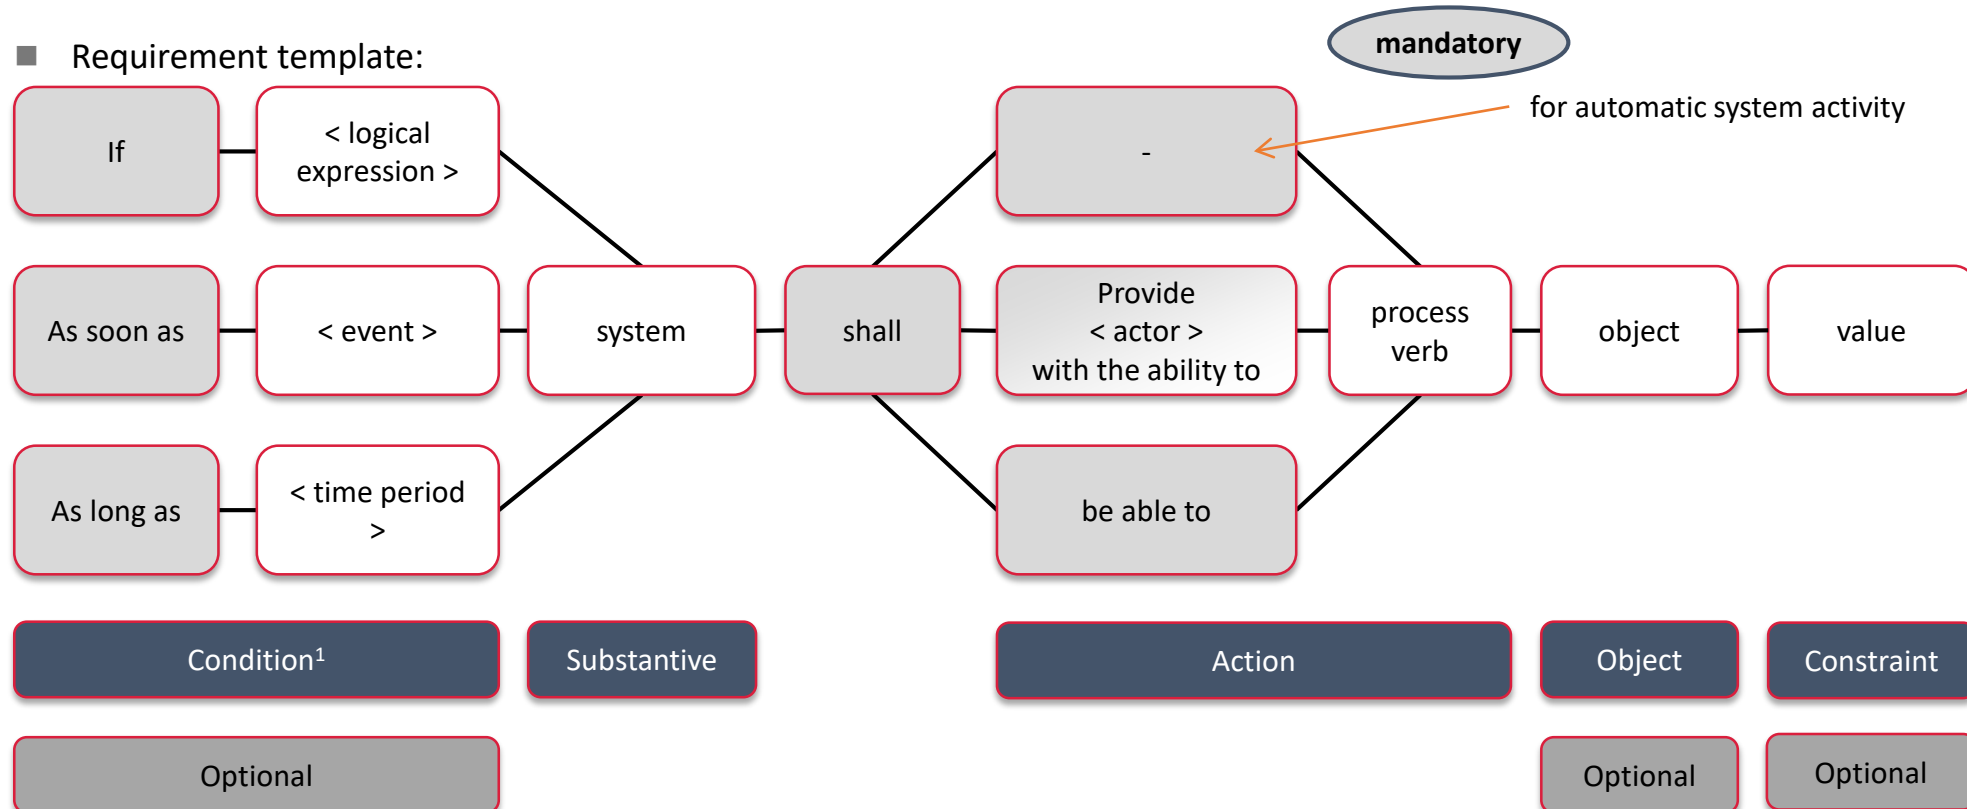 mandatory
■ Requirement template:
for automatic system activity
If
< logical
expression >
-
As soon as
< event >
system
shall
Provide
< actor >
with the ability to
process
verb
object
value
As long as
< time period
>
be able to
Condition¹
Substantive
Action
Object
Constraint
Optional
Optional
Optional